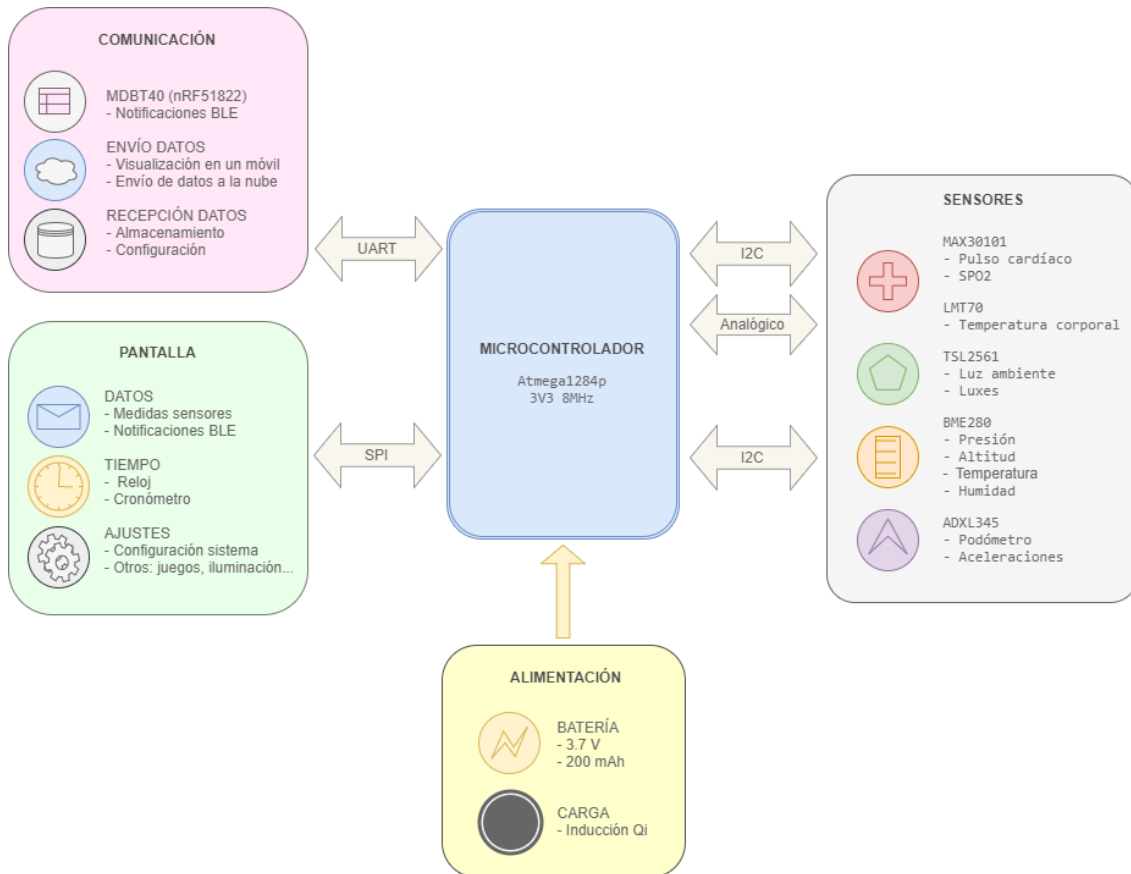 COMUNICACIÓN
MDBT40 (nRF51822)
- Notificaciones BLE
ENVÍO DATOS
- Visualización en un móvil
- Envío de datos a la nube
RECEPCIÓN DATOS
- Almacenamiento
- Configuración
PANTALLA
DATOS
- Medidas sensores
- Notificaciones BLE
TIEMPO
- Reloj
- Cronómetro
AJUSTES
- Configuración sistema
- Otros: juegos, iluminación...
UART
SPI
MICROCONTROLADOR
Atmega1284p
3V3 8MHz
I2C
Analógico
I2C
SENSORES
MAX30101
- Pulso cardíaco
- SPO2
LMT70
- Temperatura corporal
TSL2561
- Luz ambiente
- Luxes
BME280
- Presión
- Altitud
- Temperatura
- Humidad
ADXL345
- Podómetro
- Aceleraciones
ALIMENTACIÓN
BATERÍA
- 3.7 V
- 200 mAh
CARGA
- Inducción Qi